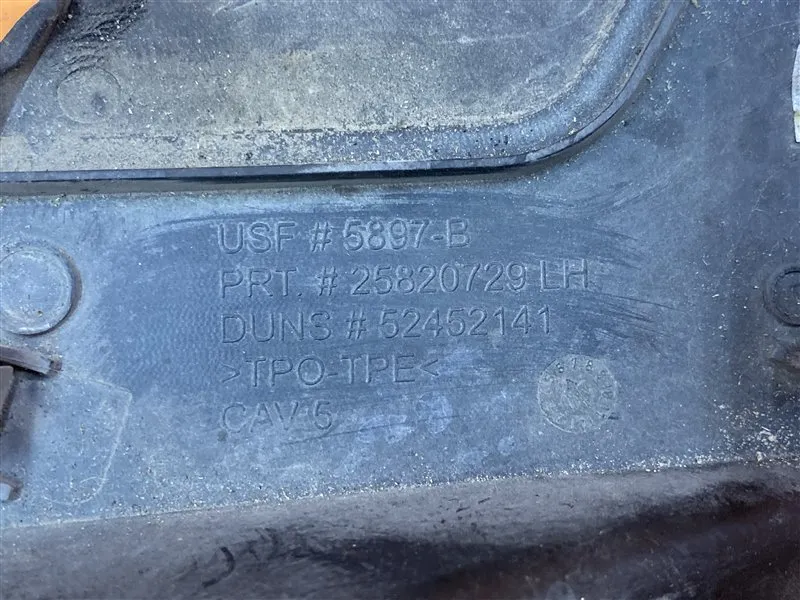 USF # 5897-B
PRT. # 25820729 LH
DUNS # 52452141
>TPO-TPE<
CAV 5